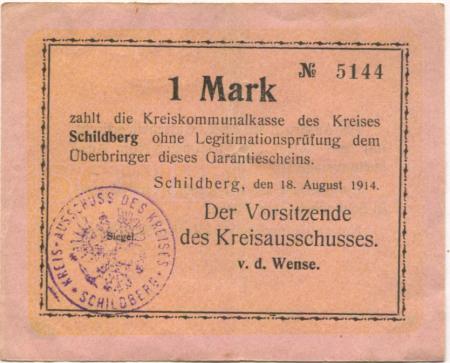 № 5144
1 Mark
zahlt die Kreiskommunalkasse des Kreises
Schildberg ohne Legitimationsprüfung dem
Überbringer dieses Garantiescheins.
Schildberg, den 18. August 1914.
Der Vorsitzende
des Kreisausschusses.
v. d. Wense.
Siegel.
KREIS-AUSSCHUSS DES KREISES
* SCHILDBERG *